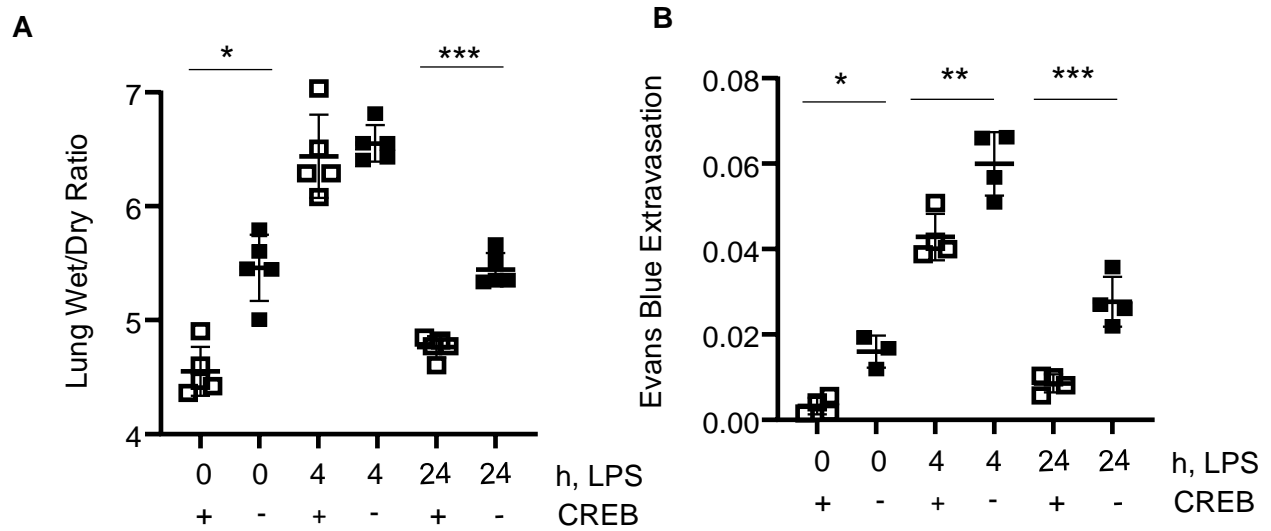 A
* ***
Lung Wet/Dry Ratio
7
6
5
4
0 0 4 4 24 24 h, LPS
+ - + - + - CREB
B
* ** ***
Evans Blue Extravasation
0.08
0.06
0.04
0.02
0.00
0 0 4 4 24 24 h, LPS
+ - + - + - CREB